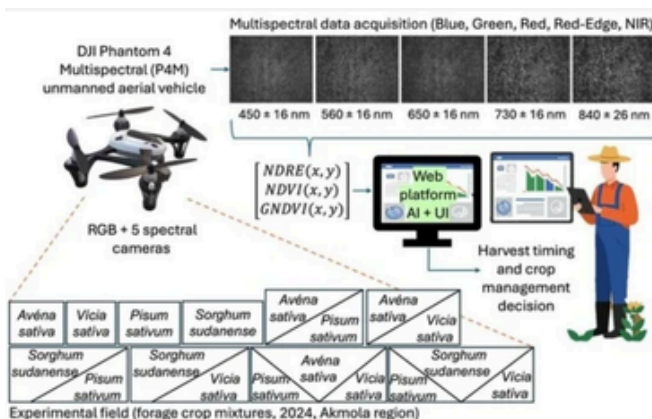 Multispectral data acquisition (Blue, Green, Red, Red-Edge, NIR)
DJI Phantom 4
Multispectral (P4M)
unmanned aerial vehicle
450 ± 16 nm 560 ± 16 nm 650 ± 16 nm 730 ± 16 nm 840 ± 26 nm
NDRE(x, y)
NDVI(x, y)
GNDVI(x, y)
Web
platform
AI + UI
RGB + 5 spectral
cameras
Harvest timing
and crop
management
decision
Avéna
sativa
Vicia
sativa
Pisum
sativum
Sorghum
sudanense
Avéna
sativa
Pisum
sativum
Avéna
sativa
Vicia
sativa
Sorghum
sudanense
Pisum
sativum
Sorghum
sudanense
Vicia
sativa
Pisum
sativum
Avéna
sativa
Vicia
sativa
Pisum
sativum
Sorghum
sudanense
Vicia
sativa
Experimental field (forage crop mixtures, 2024, Akmola region)